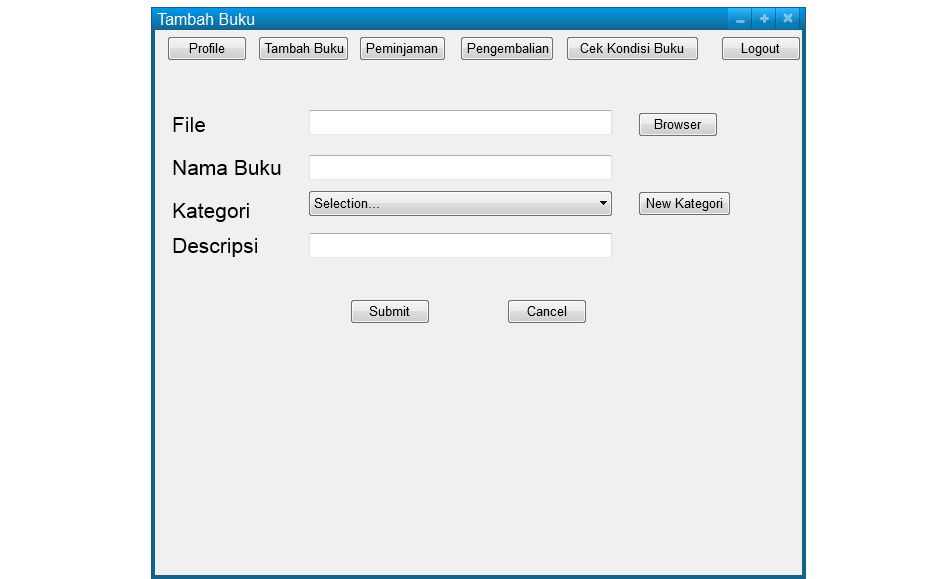 Tambah Buku
Profile Tambah Buku Peminjaman Pengembalian Cek Kondisi Buku Logout
File Browser
Nama Buku
Kategori Selection... New Kategori
Descripsi
Submit Cancel